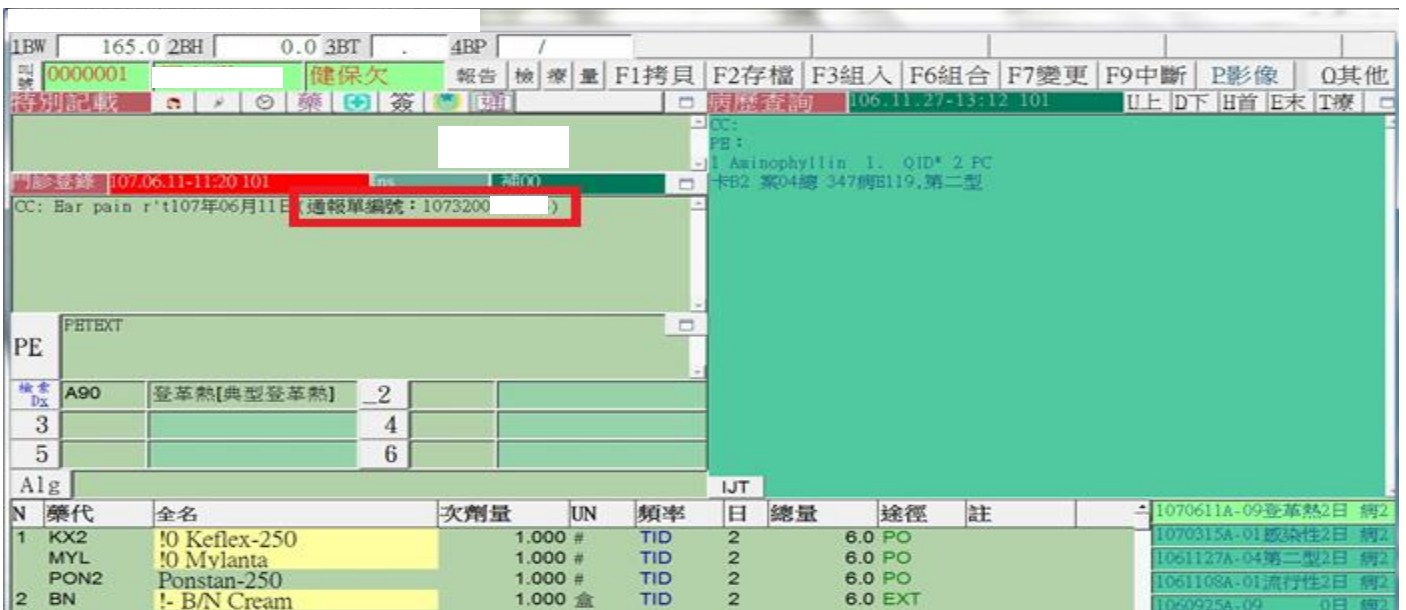 1BW 165.0 2BH 0.0 3BT . 4BP /
叫號 0000001 健保欠 報告 檢 療 量 F1拷貝 F2存檔 F3組入 F6組合 F7變更 F9中斷 P影像 Q其他
特別記載 藥 簽 通 病歷查詢 106.11.27-13:12 101 U上 D下 H首 E末 T療
CC:
PE:
1 Aminophyllin 1. QID* 2 PC
卡B2 案04總 347病E119,第二型
門診登錄 107.06.11-11:20 101 ns 補00
CC: Ear pain r't107年06月11日(通報單編號:1073200 )
PE PETEXT
檢索Dx A90 登革熱[典型登革熱] _2
3 4
5 6
Alg IJT
N 藥代 全名 次劑量 UN 頻率 日 總量 途徑 註
1 KX2 !0 Keflex-250 1.000 # TID 2 6.0 PO
MYL !0 Mylanta 1.000 # TID 2 6.0 PO
PON2 Ponstan-250 1.000 # TID 2 6.0 PO
2 BN !- B/N Cream 1.000 盒 TID 2 6.0 EXT
1070611A-09登革熱2日 病2
1070315A-01感染性2日 病2
1061127A-04第二型2日 病2
1061108A-01流行性2日 病2
1060925A-09 0日 病2